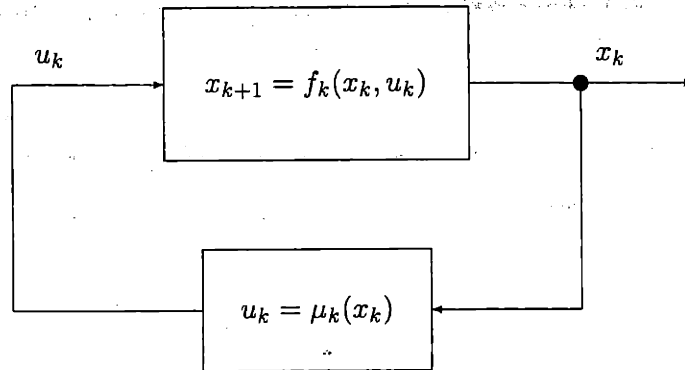 u_k
x_k
x_{k+1} = f_k(x_k, u_k)
u_k = μ_k(x_k)